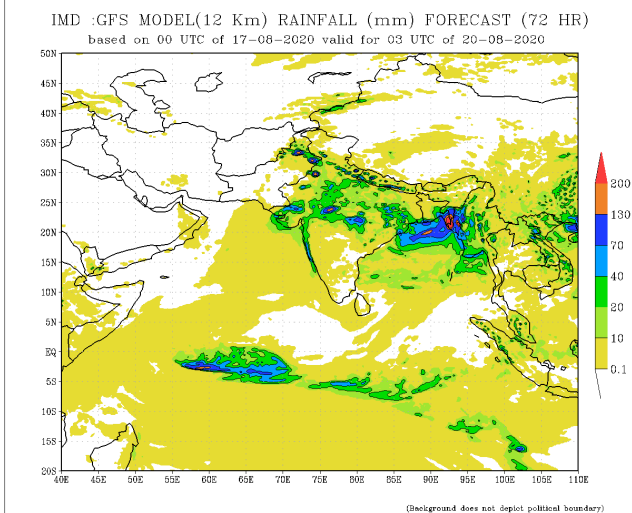 IMD :GFS MODEL(12 Km) RAINFALL (mm) FORECAST (72 HR)
based on 00 UTC of 17-08-2020 valid for 03 UTC of 20-08-2020
50N
45N
40N
35N
30N
25N
20N
15N
10N
5N
EQ
5S
10S
15S
20S
40E 45E 50E 55E 60E 65E 70E 75E 80E 85E 90E 95E 100E 105E 110E
200
130
70
40
20
10
0.1
(Background does not depict political boundary)